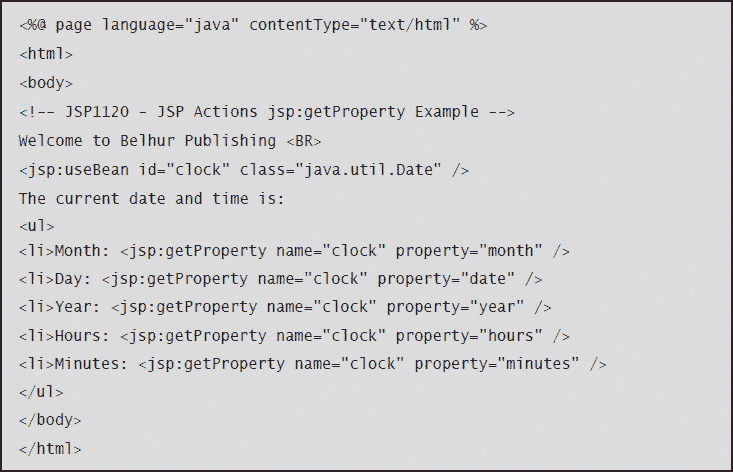 <%@ page language="java" contentType="text/html" %>
<html>
<body>
<!-- JSP1120 - JSP Actions jsp:getProperty Example -->
Welcome to Belhur Publishing <BR>
<jsp:useBean id="clock" class="java.util.Date" />
The current date and time is:
<ul>
<li>Month: <jsp:getProperty name="clock" property="month" />
<li>Day: <jsp:getProperty name="clock" property="date" />
<li>Year: <jsp:getProperty name="clock" property="year" />
<li>Hours: <jsp:getProperty name="clock" property="hours" />
<li>Minutes: <jsp:getProperty name="clock" property="minutes" />
</ul>
</body>
</html>